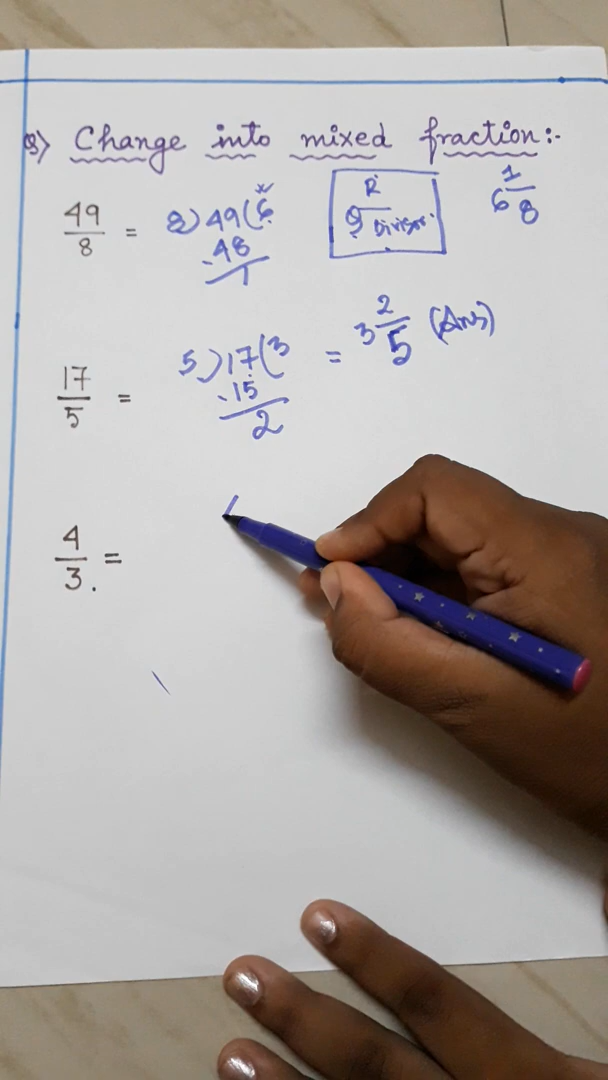 Q) Change into mixed fraction:-
49/8 = 8)49(6
-48
1
R
Q Divisor
6 1/8
17/5 = 5)17(3 = 3 2/5 (Ans)
-15
2
4/3 =